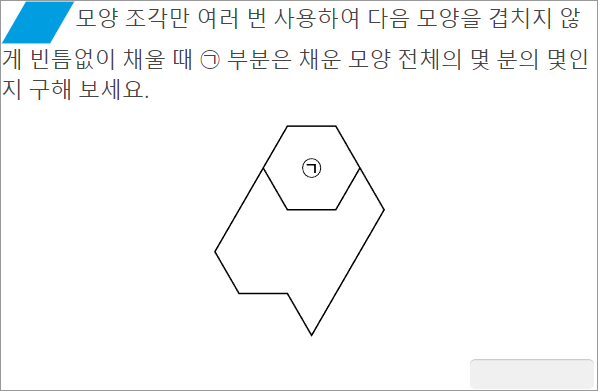 모양 조각만 여러 번 사용하여 다음 모양을 겹치지 않
게 빈틈없이 채울 때 ㉠ 부분은 채운 모양 전체의 몇 분의 몇인
지 구해 보세요.
㉠